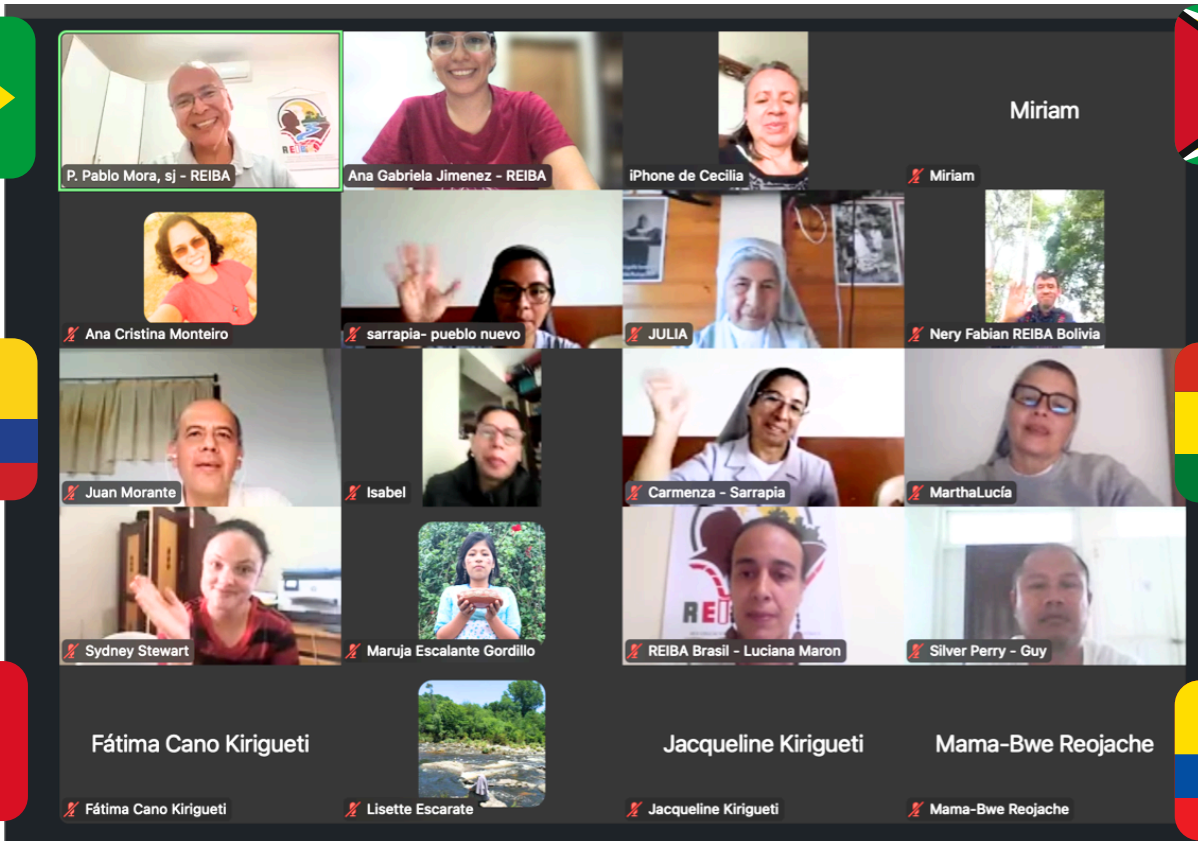 P. Pablo Mora, sj - REIBA
Ana Gabriela Jimenez - REIBA
iPhone de Cecilia
Miriam
Miriam
Ana Cristina Monteiro
sarrapia- pueblo nuevo
JULIA
Nery Fabian REIBA Bolivia
Juan Morante
Isabel
Carmenza - Sarrapia
MarthaLucía
Sydney Stewart
Maruja Escalante Gordillo
REIBA Brasil - Luciana Maron
Silver Perry - Guy
Fátima Cano Kirigueti
Fátima Cano Kirigueti
Lisette Escarate
Jacqueline Kirigueti
Jacqueline Kirigueti
Mama-Bwe Reojache
Mama-Bwe Reojache